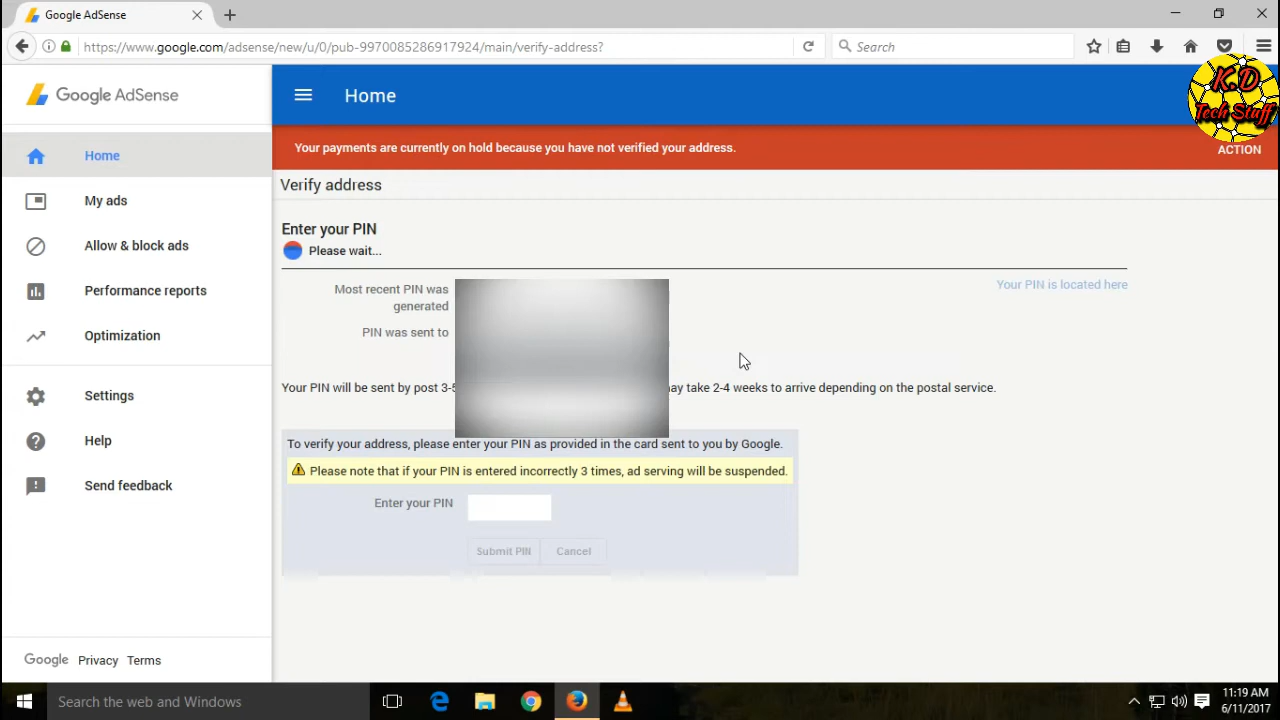 Google AdSense
https://www.google.com/adsense/new/u/0/pub-9970085286917924/main/verify-address?
Search
K.D
Tech Stuff
Google AdSense
Home
Your payments are currently on hold because you have not verified your address.
ACTION
Home
My ads
Allow & block ads
Performance reports
Optimization
Settings
Help
Send feedback
Google Privacy Terms
Verify address
Enter your PIN
Please wait...
Most recent PIN was
generated
Your PIN is located here
PIN was sent to
Your PIN will be sent by post 3-5 may take 2-4 weeks to arrive depending on the postal service.
To verify your address, please enter your PIN as provided in the card sent to you by Google.
Please note that if your PIN is entered incorrectly 3 times, ad serving will be suspended.
Enter your PIN
Submit PIN
Cancel
Search the web and Windows
11:19 AM
6/11/2017